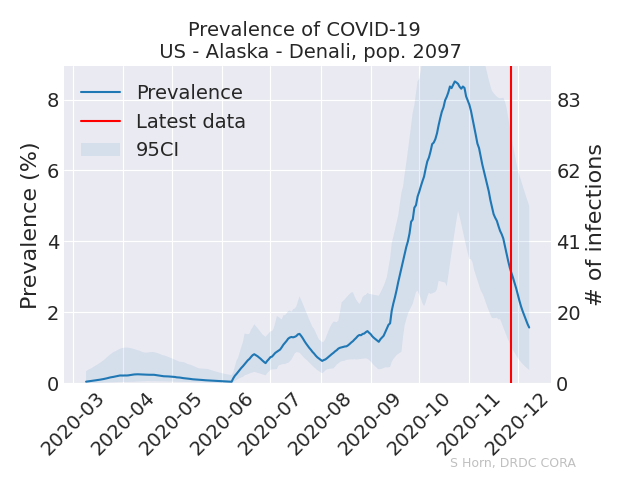 Prevalence of COVID-19
US - Alaska - Denali, pop. 2097
Prevalence
Latest data
95CI
Prevalence (%)
8
6
4
2
0
83
62
41
20
0
# of infections
2020-03
2020-04
2020-05
2020-06
2020-07
2020-08
2020-09
2020-10
2020-11
2020-12
S Horn, DRDC CORA